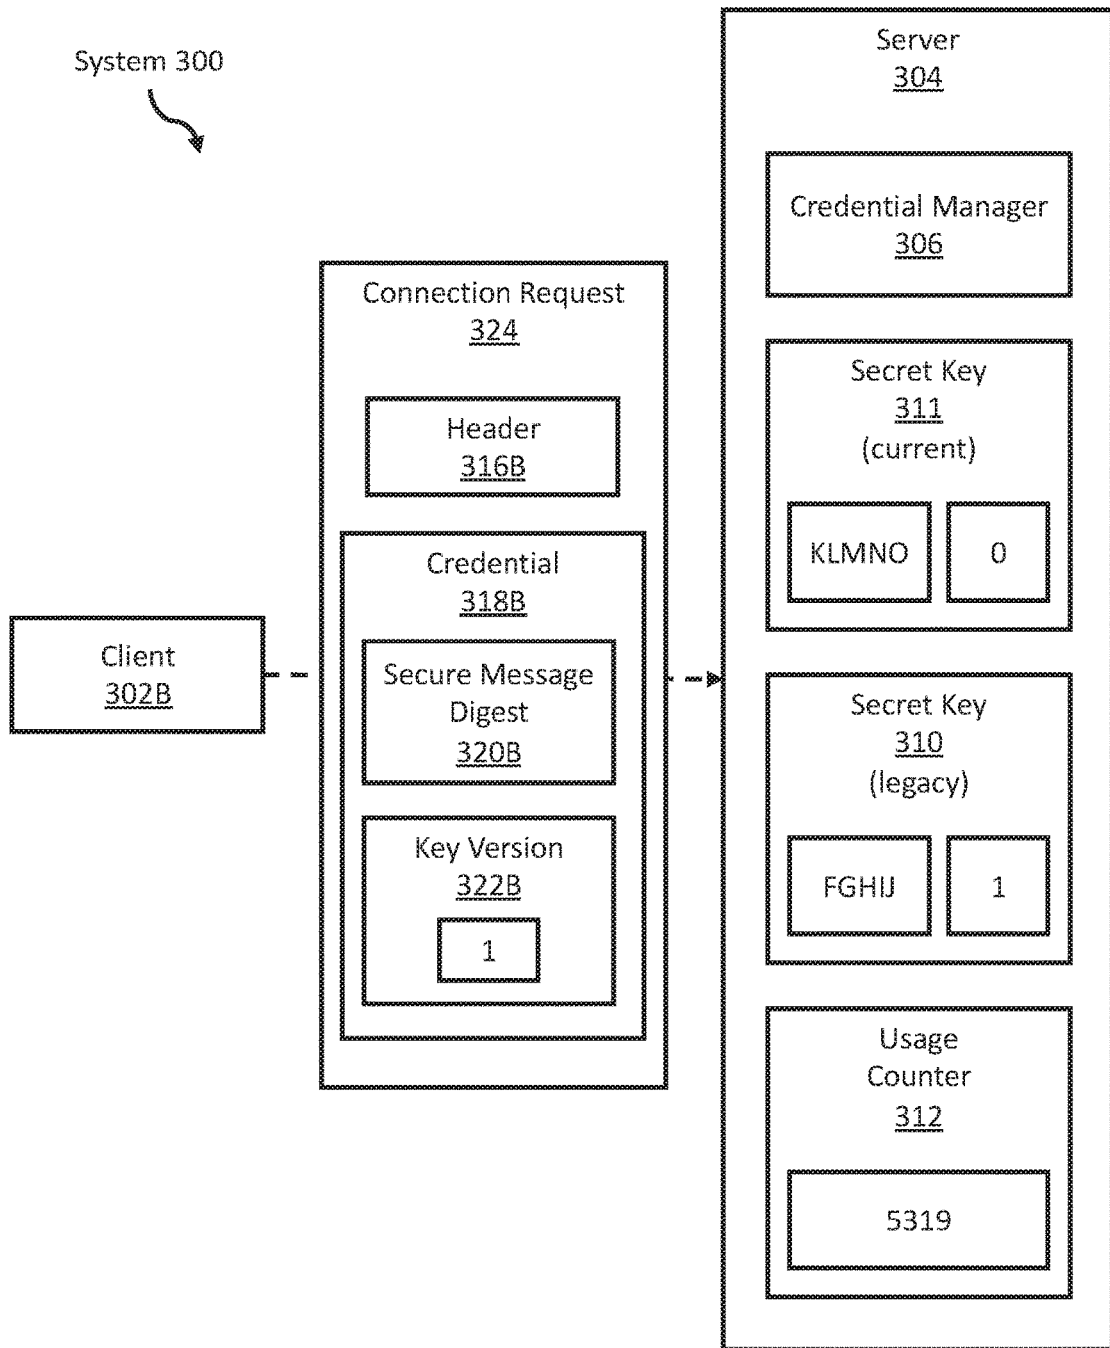 System 300
Client
302B
Connection Request
324
Header
316B
Credential
318B
Secure Message
Digest
320B
Key Version
322B
1
Server
304
Credential Manager
306
Secret Key
311
(current)
KLMNO
0
Secret Key
310
(legacy)
FGHIJ
1
Usage
Counter
312
5319